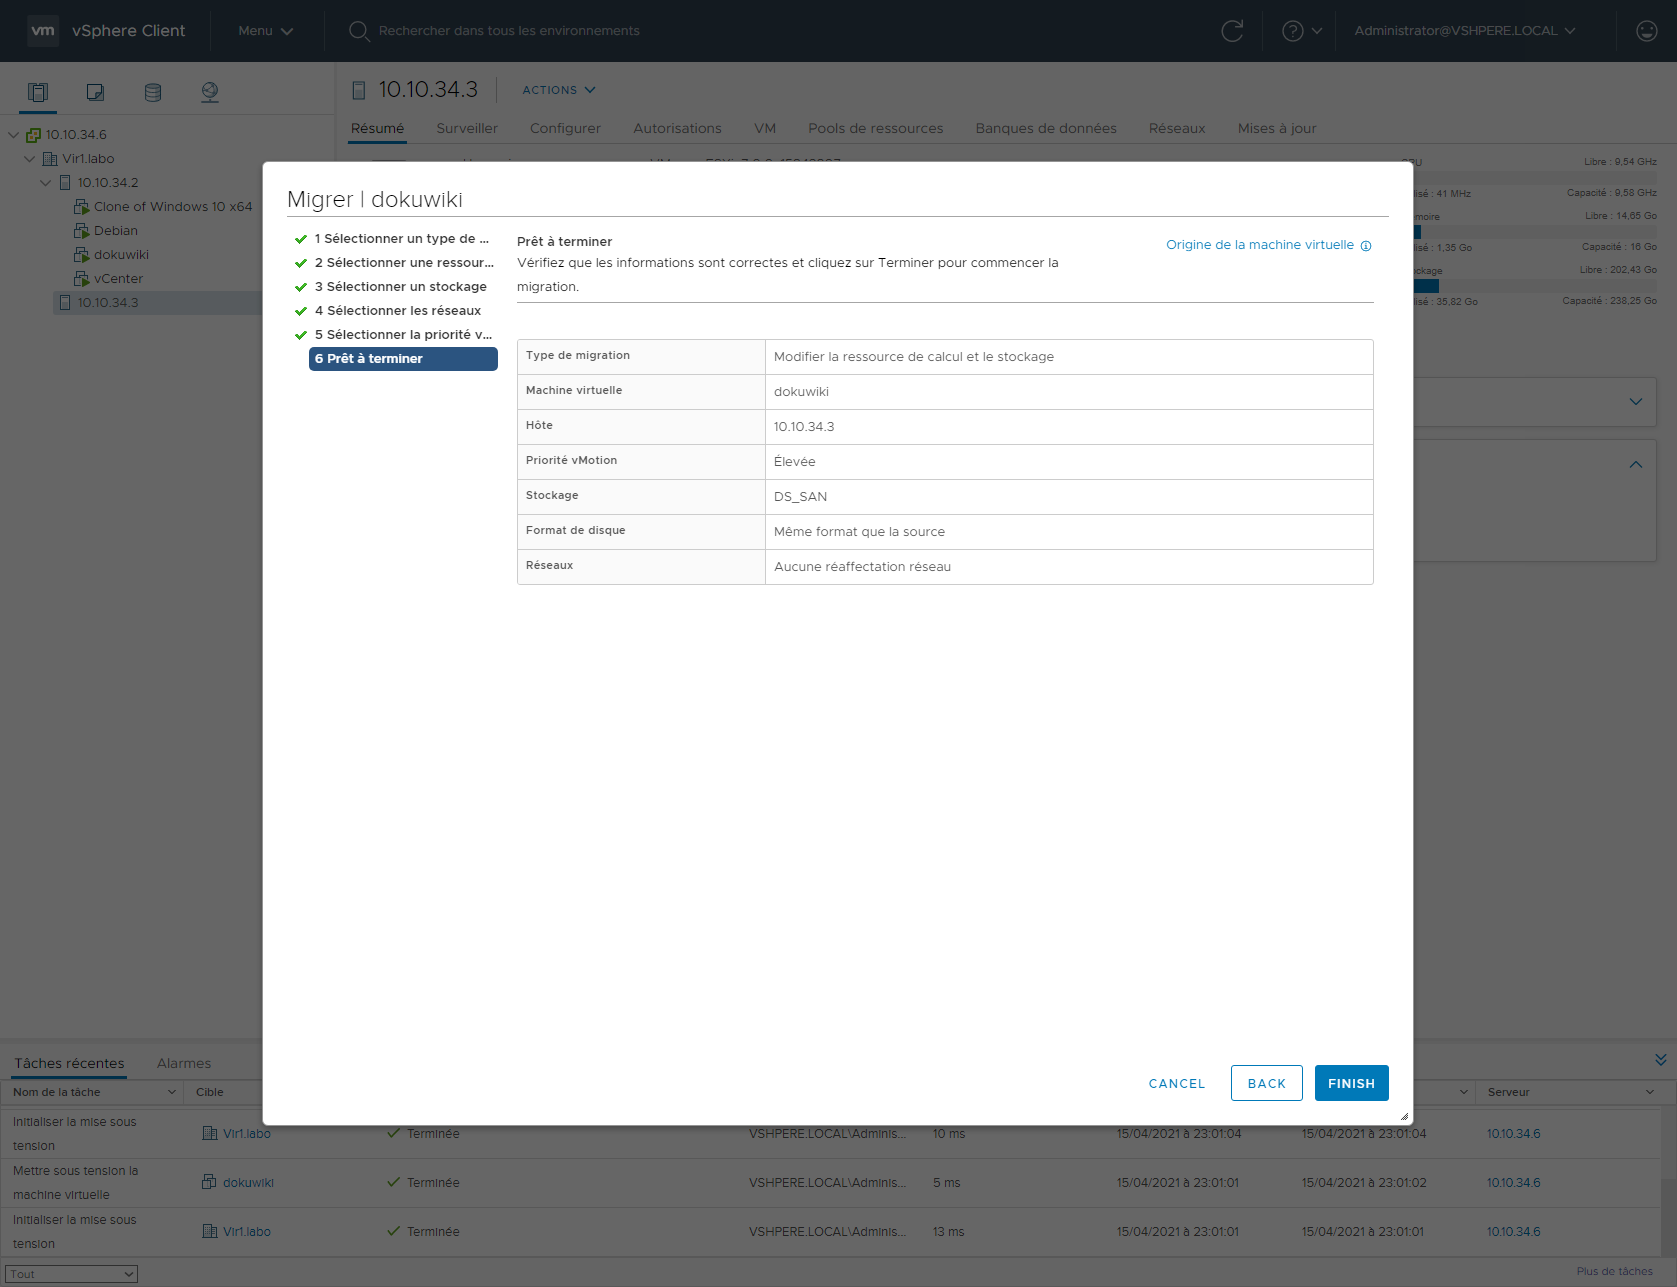 vm vSphere Client Menu Rechercher dans tous les environnements Administrator@VSHPERE.LOCAL
10.10.34.3 ACTIONS
Résumé Surveiller Configurer Autorisations VM Pools de ressources Banques de données Réseaux Mises à jour
10.10.34.6
Vir1.labo
10.10.34.2
Clone of Windows 10 x64
Debian
dokuwiki
vCenter
10.10.34.3
Libre : 9,54 GHz
lisé : 41 MHz Capacité : 9,58 GHz
moire Libre : 14,65 Go
lisé : 1,35 Go Capacité : 16 Go
ockage Libre : 202,43 Go
lisé : 35,82 Go Capacité : 238,25 Go
Migrer | dokuwiki
1 Sélectionner un type de ...
2 Sélectionner une ressour...
3 Sélectionner un stockage
4 Sélectionner les réseaux
5 Sélectionner la priorité v...
6 Prêt à terminer
Prêt à terminer
Origine de la machine virtuelle
Vérifiez que les informations sont correctes et cliquez sur Terminer pour commencer la
migration.
Type de migration Modifier la ressource de calcul et le stockage
Machine virtuelle dokuwiki
Hôte 10.10.34.3
Priorité vMotion Élevée
Stockage DS_SAN
Format de disque Même format que la source
Réseaux Aucune réaffectation réseau
CANCEL BACK FINISH
Tâches récentes Alarmes
Nom de la tâche Cible Serveur
Initialiser la mise sous
tension Vir1.labo Terminée VSHPERE.LOCAL\Adminis... 10 ms 15/04/2021 à 23:01:04 15/04/2021 à 23:01:04 10.10.34.6
Mettre sous tension la
machine virtuelle dokuwiki Terminée VSHPERE.LOCAL\Adminis... 5 ms 15/04/2021 à 23:01:01 15/04/2021 à 23:01:02 10.10.34.6
Initialiser la mise sous
tension Vir1.labo Terminée VSHPERE.LOCAL\Adminis... 13 ms 15/04/2021 à 23:01:01 15/04/2021 à 23:01:01 10.10.34.6
Tout Plus de tâches